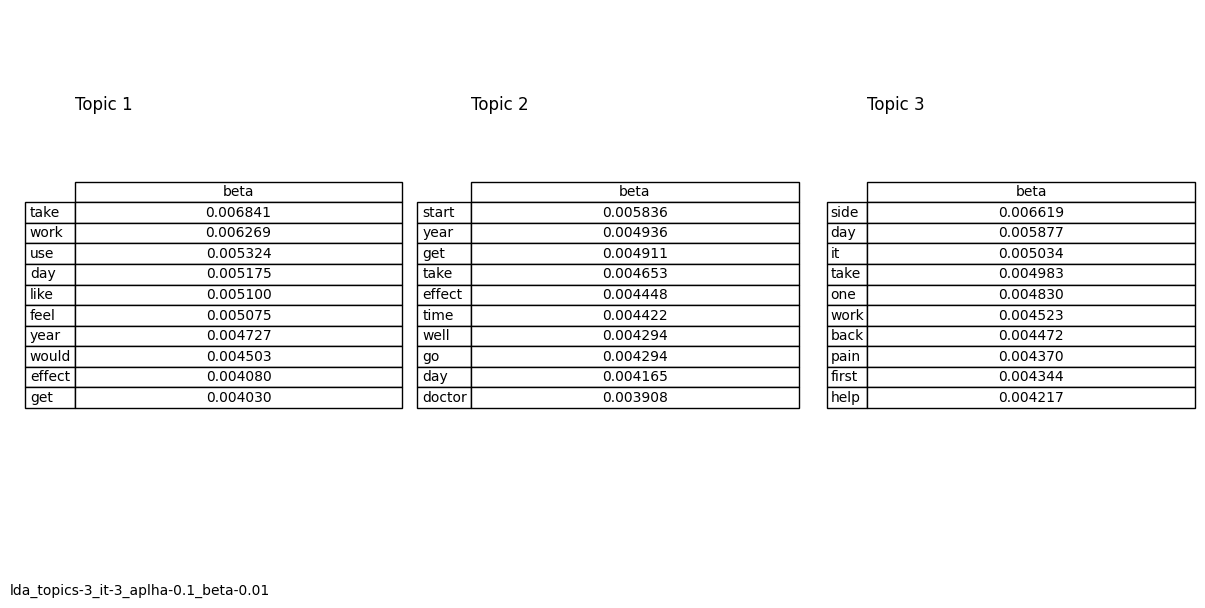 Topic 1
beta
take 0.006841
work 0.006269
use 0.005324
day 0.005175
like 0.005100
feel 0.005075
year 0.004727
would 0.004503
effect 0.004080
get 0.004030
Topic 2
beta
start 0.005836
year 0.004936
get 0.004911
take 0.004653
effect 0.004448
time 0.004422
well 0.004294
go 0.004294
day 0.004165
doctor 0.003908
Topic 3
beta
side 0.006619
day 0.005877
it 0.005034
take 0.004983
one 0.004830
work 0.004523
back 0.004472
pain 0.004370
first 0.004344
help 0.004217
lda_topics-3_it-3_aplha-0.1_beta-0.01